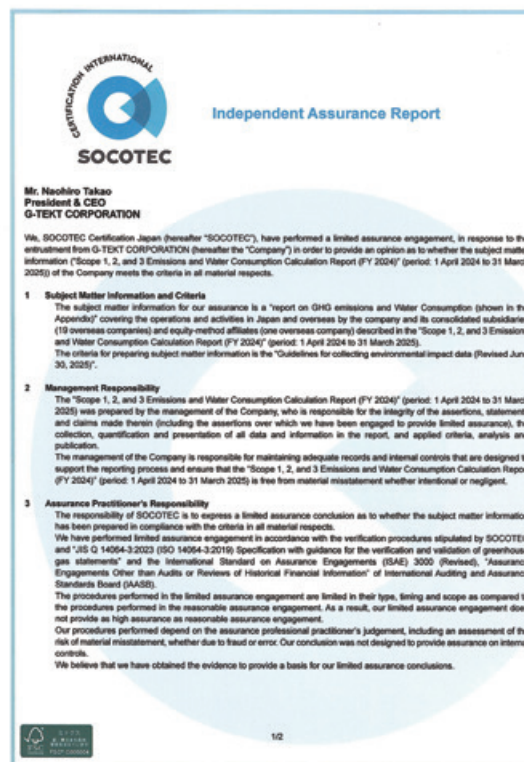 CERTIFICATION INTERNATIONAL
SOCOTEC
Independent Assurance Report
Mr. Naohiro Takao
President & CEO
G-TEKT CORPORATION
We, SOCOTEC Certification Japan (hereafter "SOCOTEC"), have performed a limited assurance engagement, in response to the
entrustment from G-TEKT CORPORATION (hereafter the "Company") in order to provide an opinion as to whether the subject matte
information ("Scope 1, 2, and 3 Emissions and Water Consumption Calculation Report (FY 2024)" (period: 1 April 2024 to 31 March
2025)) of the Company meets the criteria in all material respects.
1 Subject Matter Information and Criteria
The subject matter information for our assurance is a "report on GHG emissions and Water Consumption (shown in the
Appendix)" covering the operations and activities in Japan and overseas by the company and its consolidated subsidiarie
(19 overseas companies) and equity-method affiliates (one overseas company) described in the "Scope 1, 2, and 3 Emission
and Water Consumption Calculation Report (FY 2024)" (period: 1 April 2024 to 31 March 2025).
The criteria for preparing subject matter information is the "Guidelines for collecting environmental impact data (Revised Jun
30, 2025)".
2 Management Responsibility
The "Scope 1, 2, and 3 Emissions and Water Consumption Calculation Report (FY 2024)" (period: 1 April 2024 to 31 Marc
2025) was prepared by the management of the Company, who is responsible for the integrity of the assertions, statement
and claims made therein (including the assertions over which we have been engaged to provide limited assurance), th
collection, quantification and presentation of all data and information in the report, and applied criteria, analysis an
publication.
The management of the Company is responsible for maintaining adequate records and internal controls that are designed t
support the reporting process and ensure that the "Scope 1, 2, and 3 Emissions and Water Consumption Calculation Repo
(FY 2024)" (period: 1 April 2024 to 31 March 2025) is free from material misstatement whether intentional or negligent.
3 Assurance Practitioner's Responsibility
The responsibility of SOCOTEC is to express a limited assurance conclusion as to whether the subject matter informatio
has been prepared in compliance with the criteria in all material respects.
We have performed limited assurance engagement in accordance with the verification procedures stipulated by SOCOTE
and "JIS Q 14064-3:2023 (ISO 14064-3:2019) Specification with guidance for the verification and validation of greenhous
gas statements" and the International Standard on Assurance Engagements (ISAE) 3000 (Revised), "Assuranc
Engagements Other than Audits or Reviews of Historical Financial Information" of International Auditing and Assuranc
Standards Board (IAASB).
The procedures performed in the limited assurance engagement are limited in their type, timing and scope as compared t
the procedures performed in the reasonable assurance engagement. As a result, our limited assurance engagement doe
not provide as high assurance as reasonable assurance engagement.
Our procedures performed depend on the assurance professional practitioner's judgement, including an assessment of th
risk of material misstatement, whether due to fraud or error. Our conclusion was not designed to provide assurance on intern
controls.
We believe that we have obtained the evidence to provide a basis for our limited assurance conclusions.
FSC
1/2